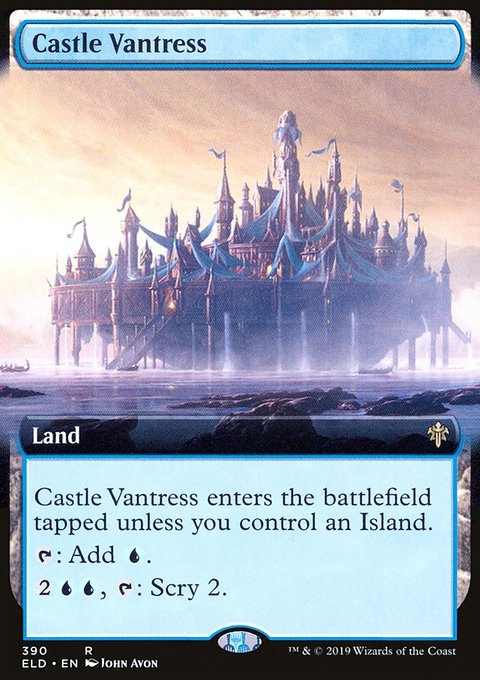 Castle Vantress
Land
Castle Vantress enters the battlefield
tapped unless you control an Island.
: Add .
2 , : Scry 2.
390 R
ELD • EN John Avon
™ & © 2019 Wizards of the Coast